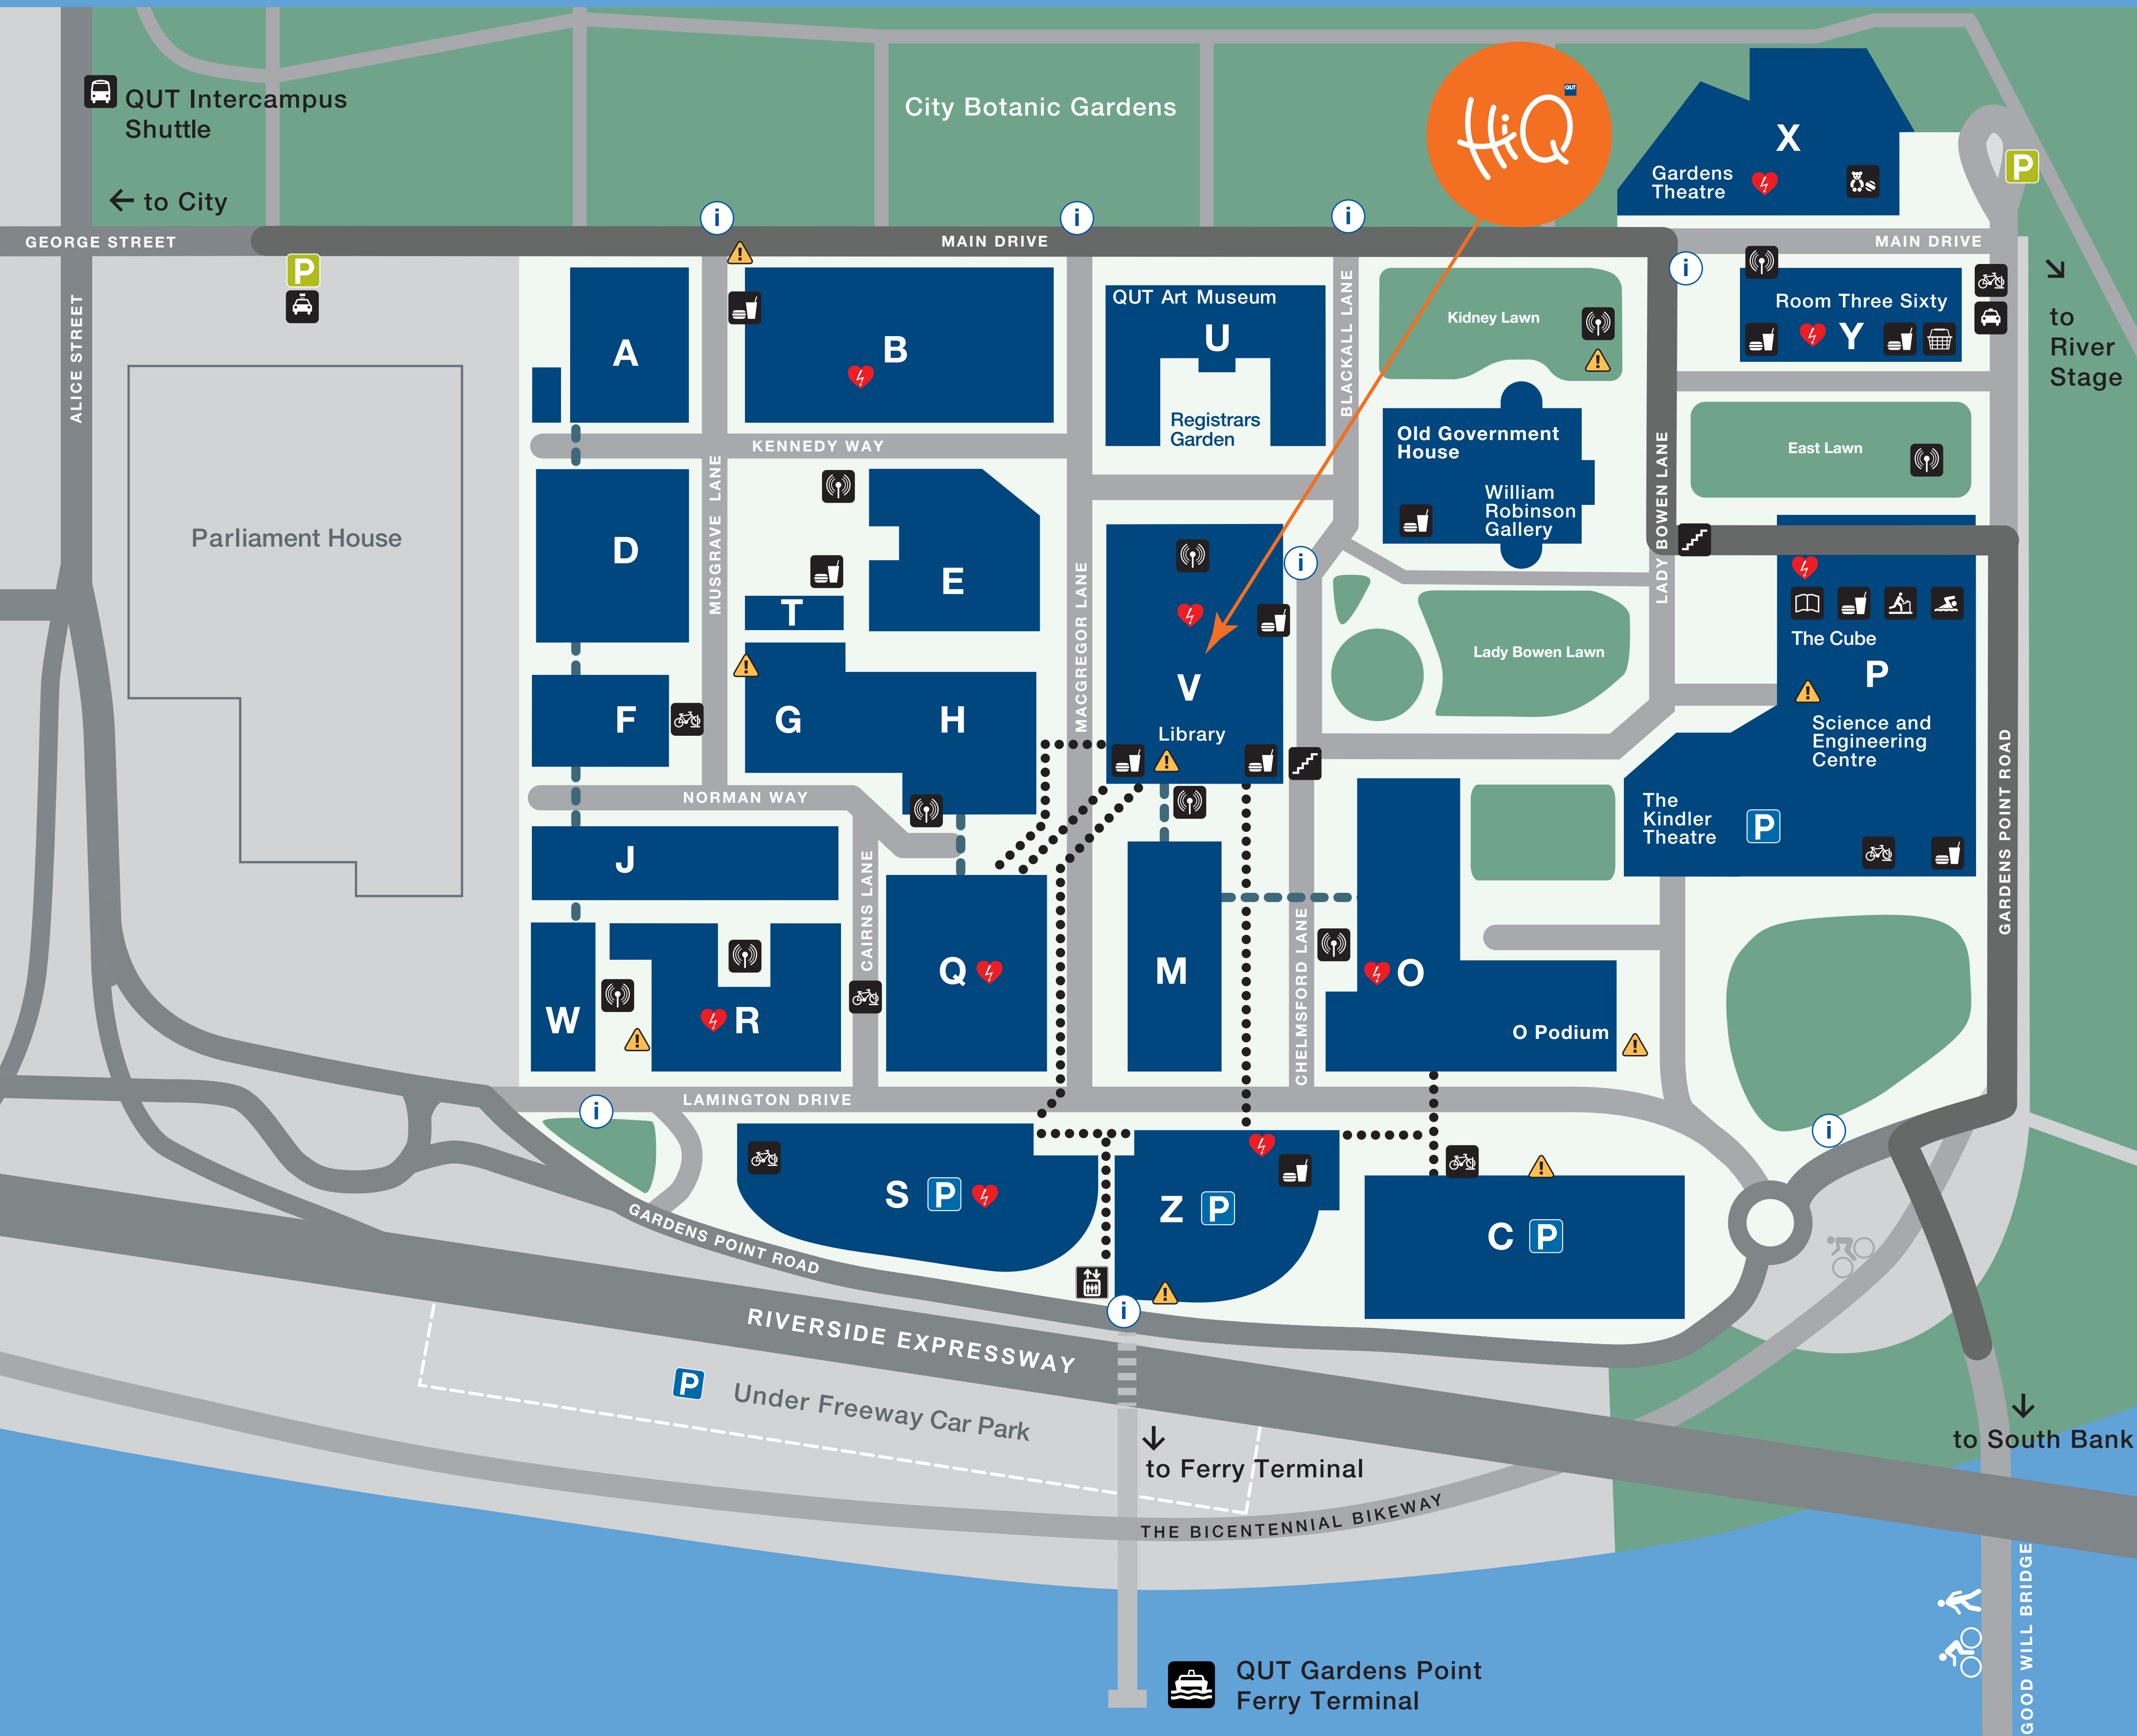 QUT Intercampus
Shuttle
← to City
City Botanic Gardens
HiQ
QUT
X
Gardens
Theatre
P
GEORGE STREET
MAIN DRIVE
MAIN DRIVE
P
ALICE STREET
Parliament House
A
B
QUT Art Museum
U
Registrars
Garden
BLACKALL LANE
Kidney Lawn
Room Three Sixty
Y
to
River
Stage
KENNEDY WAY
MUSGRAVE LANE
Old Government
House
William
Robinson
Gallery
LADY BOWEN LANE
East Lawn
D
E
T
MACGREGOR LANE
V
Library
Lady Bowen Lawn
The Cube
P
Science and
Engineering
Centre
The
Kindler
Theatre
P
GARDENS POINT ROAD
F
G
H
NORMAN WAY
J
CAIRNS LANE
W
R
Q
M
CHELMSFORD LANE
O
O Podium
LAMINGTON DRIVE
S
P
Z
P
C
P
GARDENS POINT ROAD
RIVERSIDE EXPRESSWAY
P
Under Freeway Car Park
to Ferry Terminal
to South Bank
THE BICENTENNIAL BIKEWAY
GOOD WILL BRIDGE
QUT Gardens Point
Ferry Terminal